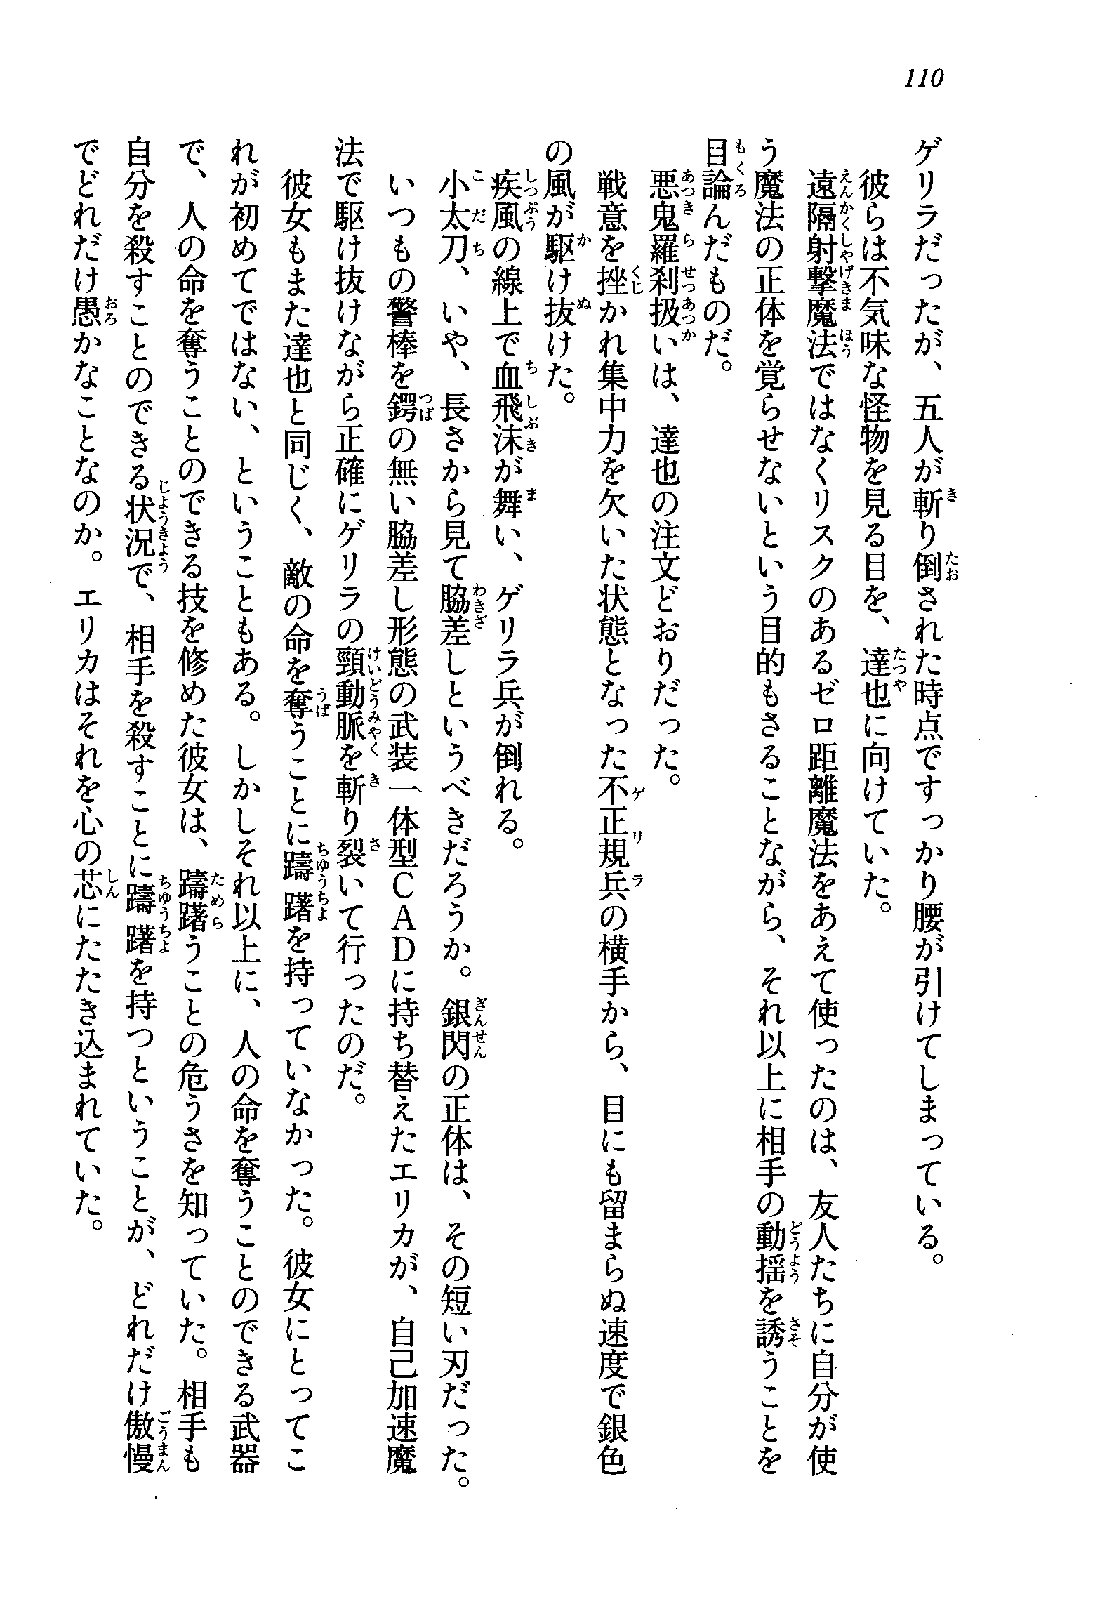 110
ゲリラだったが、五人が斬り倒された時点ですっかり腰が引けてしまっている。
彼らは不気味な怪物を見る目を、達也に向けていた。
遠隔射撃魔法ではなくリスクのあるゼロ距離魔法をあえて使ったのは、友人たちに自分が使
う魔法の正体を覚らせないという目的もさることながら、それ以上に相手の動揺を誘うことを
目論んだものだ。
悪鬼羅刹扱いは、達也の注文どおりだった。
戦意を挫かれ集中力を欠いた状態となった不正規兵の横手から、目にも留まらぬ速度で銀色
の風が駆け抜けた。
疾風の線上で血飛沫が舞い、ゲリラ兵が倒れる。
小太刀、いや、長さから見て脇差しというべきだろうか。銀閃の正体は、その短い刃だった。
いつもの警棒を鍔の無い脇差し形態の武装一体型CADに持ち替えたエリカが、自己加速魔
法で駆け抜けながら正確にゲリラの頸動脈を斬り裂いて行ったのだ。
彼女もまた達也と同じく、敵の命を奪うことに躊躇を持っていなかった。彼女にとってこ
れが初めてではない、ということもある。しかしそれ以上に、人の命を奪うことのできる武器
で、人の命を奪うことのできる技を修めた彼女は、躊躇うことの危うさを知っていた。相手も
自分を殺すことのできる状況で、相手を殺すことに躊躇を持つということが、どれだけ傲慢
でどれだけ愚かなことなのか。エリカはそれを心の芯にたたき込まれていた。